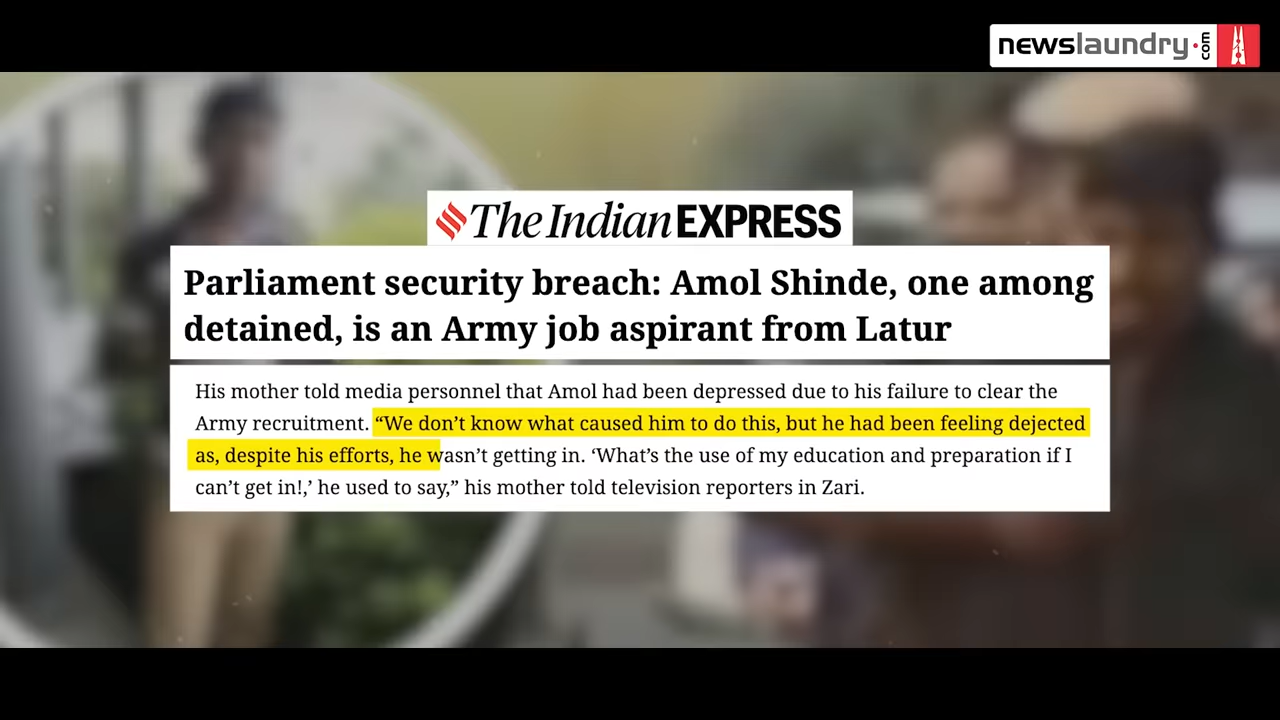 newslaundry.com
The Indian EXPRESS
Parliament security breach: Amol Shinde, one among
detained, is an Army job aspirant from Latur
His mother told media personnel that Amol had been depressed due to his failure to clear the
Army recruitment. “We don’t know what caused him to do this, but he had been feeling dejected
as, despite his efforts, he wasn’t getting in. ‘What’s the use of my education and preparation if I
can’t get in!,’ he used to say,” his mother told television reporters in Zari.